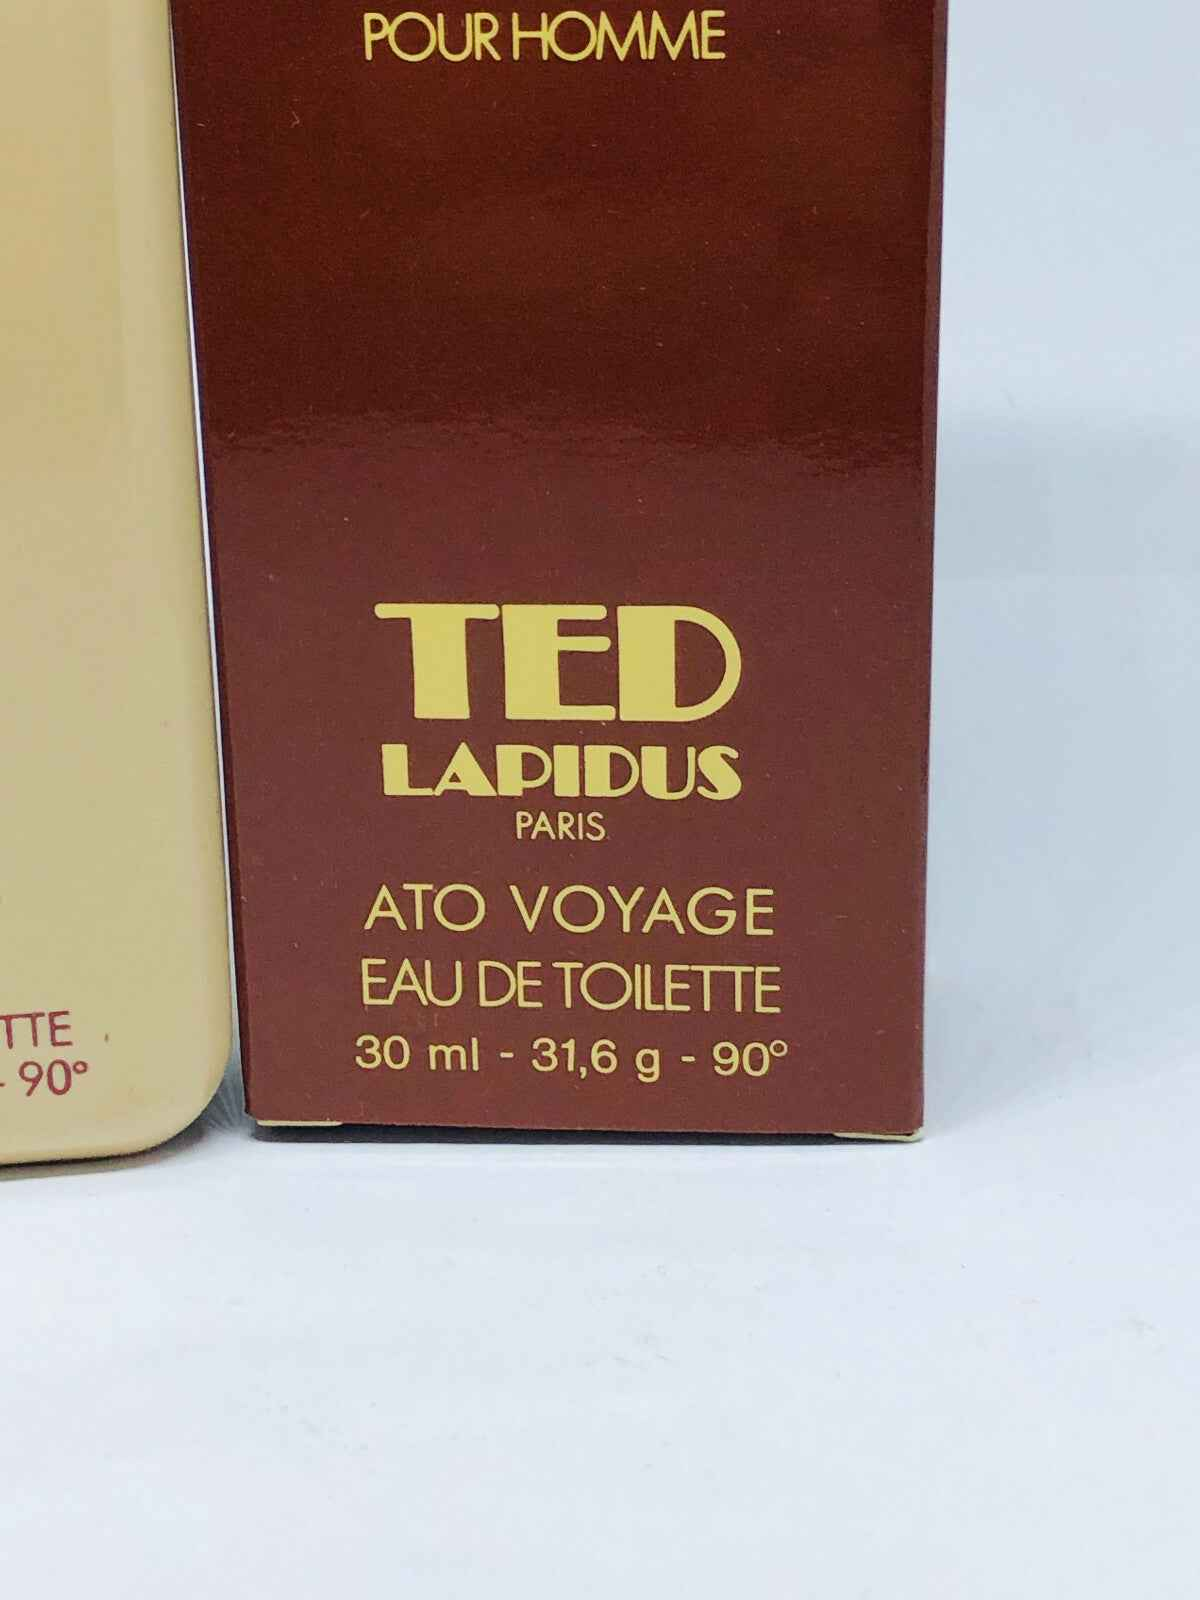 POUR HOMME
TED
LAPIDUS
PARIS
ATO VOYAGE
EAU DE TOILETTE
30 ml - 31,6 g - 90°
TTE
- 90°